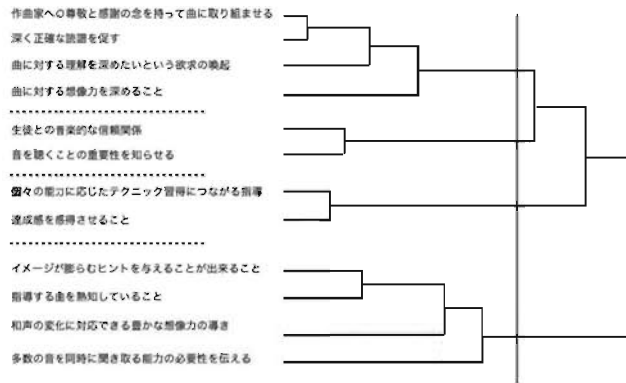 作曲家への尊敬と感謝の念を持って曲に取り組ませる
深く正確な読譜を促す
曲に対する理解を深めたいという欲求の喚起
曲に対する想像力を深めること
生徒との音楽的な信頼関係
音を聴くことの重要性を知らせる
個々の能力に応じたテクニック習得につながる指導
達成感を感得させること
イメージが膨らむヒントを与えることが出来ること
指導する曲を熟知していること
和声の変化に対応できる豊かな想像力の導き
多数の音を同時に聞き取る能力の必要性を伝える